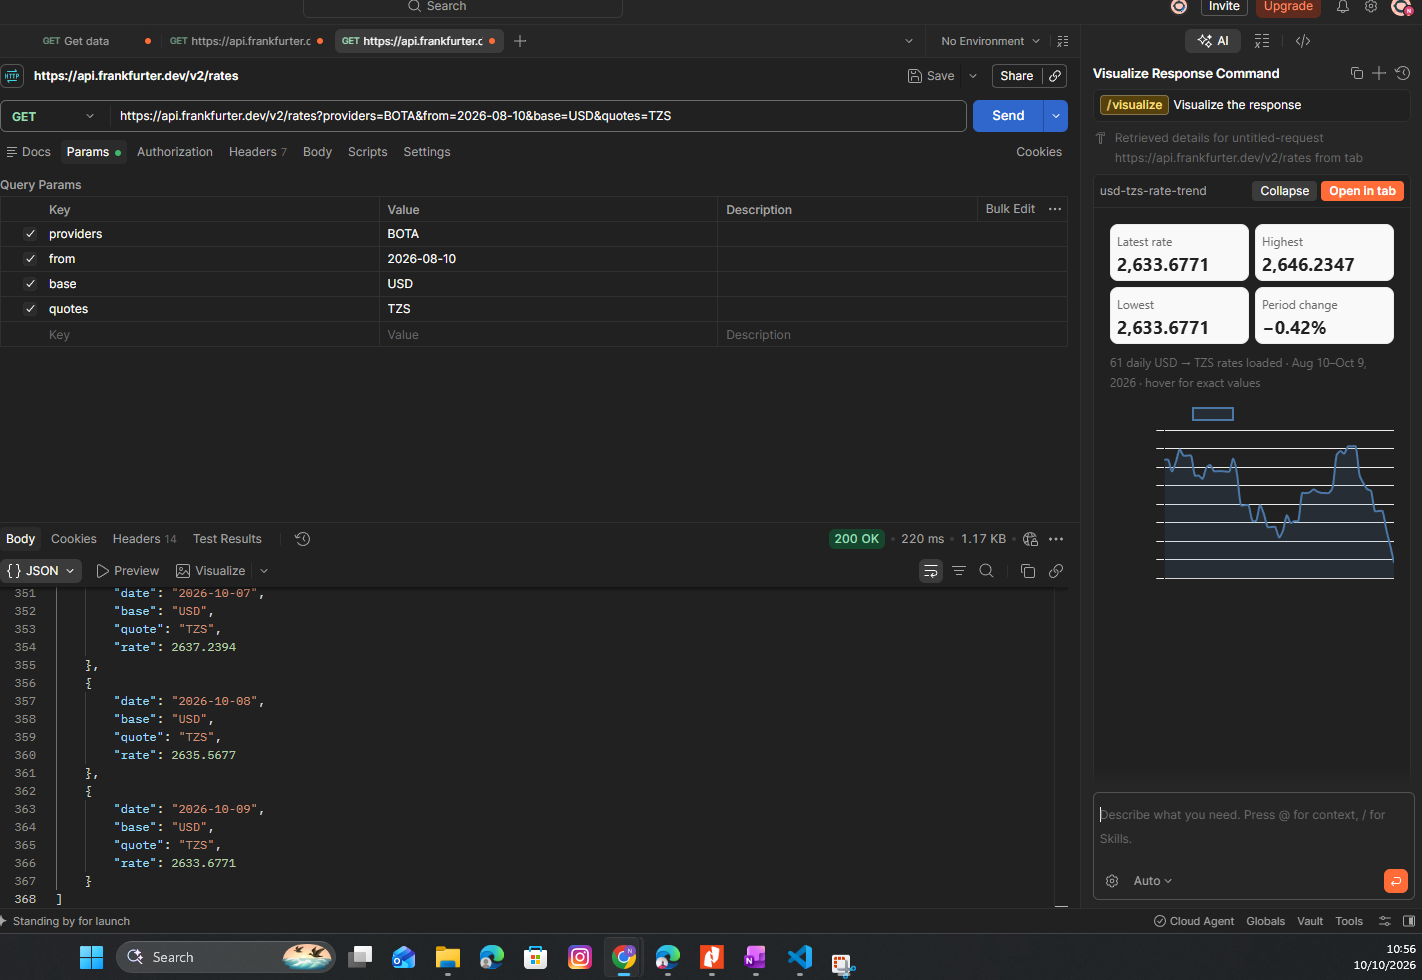 Search
Invite
Upgrade
GET Get data
GET https://api.frankfurter.c
GET https://api.frankfurter.c
No Environment
AI
HTTP
https://api.frankfurter.dev/v2/rates
Save
Share
GET
https://api.frankfurter.dev/v2/rates?providers=BOTA&from=2026-08-10&base=USD&quotes=TZS
Send
Docs
Params
Authorization
Headers 7
Body
Scripts
Settings
Cookies
Query Params
Key
Value
Description
Bulk Edit
providers
BOTA
from
2026-08-10
base
USD
quotes
TZS
Key
Value
Description
Body
Cookies
Headers 14
Test Results
200 OK
220 ms
1.17 KB
{} JSON
Preview
Visualize
351 "date": "2026-10-07",
352 "base": "USD",
353 "quote": "TZS",
354 "rate": 2637.2394
355 },
356 {
357 "date": "2026-10-08",
358 "base": "USD",
359 "quote": "TZS",
360 "rate": 2635.5677
361 },
362 {
363 "date": "2026-10-09",
364 "base": "USD",
365 "quote": "TZS",
366 "rate": 2633.6771
367 }
368 ]
Visualize Response Command
/visualize Visualize the response
Retrieved details for untitled-request
https://api.frankfurter.dev/v2/rates from tab
usd-tzs-rate-trend
Collapse
Open in tab
Latest rate
2,633.6771
Highest
2,646.2347
Lowest
2,633.6771
Period change
−0.42%
61 daily USD → TZS rates loaded · Aug 10–Oct 9,
2026 · hover for exact values
Describe what you need. Press @ for context, / for
Skills.
Auto
Standing by for launch
Cloud Agent
Globals
Vault
Tools
Search
10:56
10/10/2026